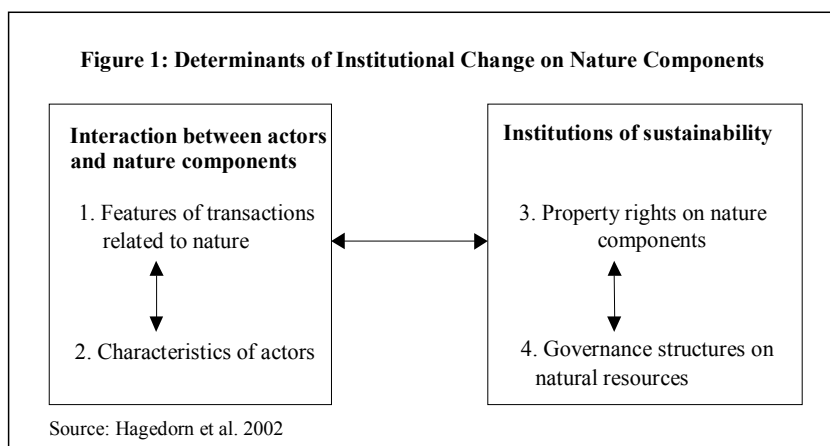 Figure 1: Determinants of Institutional Change on Nature Components
Interaction between actors
and nature components
1. Features of transactions
related to nature
2. Characteristics of actors
Institutions of sustainability
3. Property rights on nature
components
4. Governance structures on
natural resources
Source: Hagedorn et al. 2002